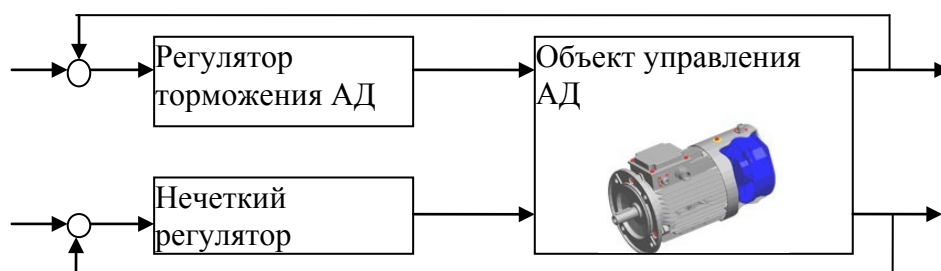 Регулятор
торможения АД
Объект управления
АД
Нечеткий
регулятор